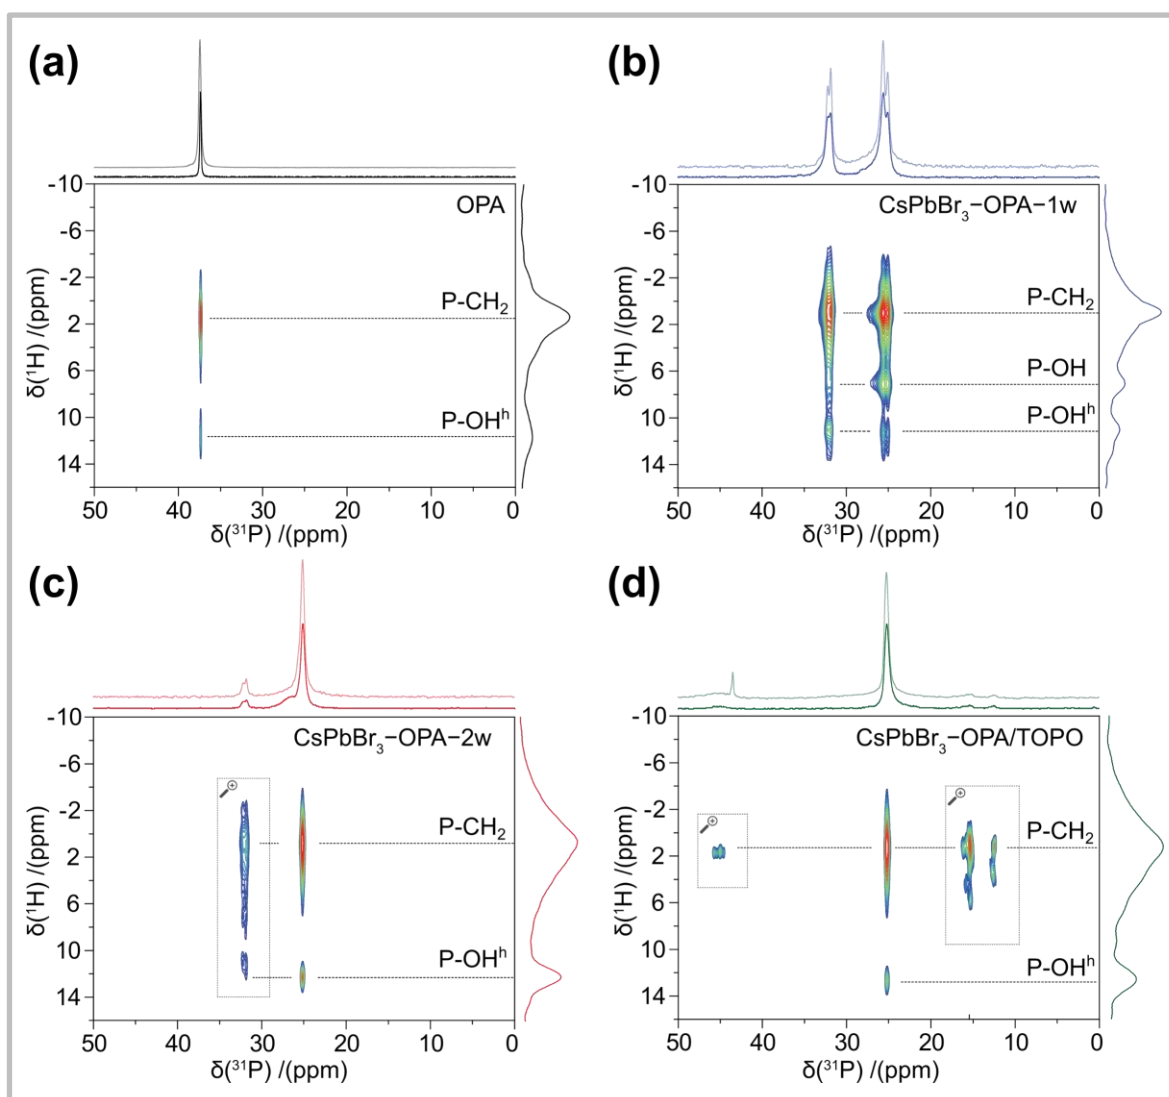 (a)
OPA
P-CH₂
P-OHʰ
-10
-6
-2
2
6
10
14
δ(¹H) /(ppm)
50
40
30
20
10
0
δ(³¹P) /(ppm)
(b)
CsPbBr₃−OPA−1w
P-CH₂
P-OH
P-OHʰ
-10
-6
-2
2
6
10
14
δ(¹H) /(ppm)
50
40
30
20
10
0
δ(³¹P) /(ppm)
(c)
CsPbBr₃−OPA−2w
P-CH₂
P-OHʰ
-10
-6
-2
2
6
10
14
δ(¹H) /(ppm)
50
40
30
20
10
0
δ(³¹P) /(ppm)
(d)
CsPbBr₃−OPA/TOPO
P-CH₂
P-OHʰ
-10
-6
-2
2
6
10
14
δ(¹H) /(ppm)
50
40
30
20
10
0
δ(³¹P) /(ppm)